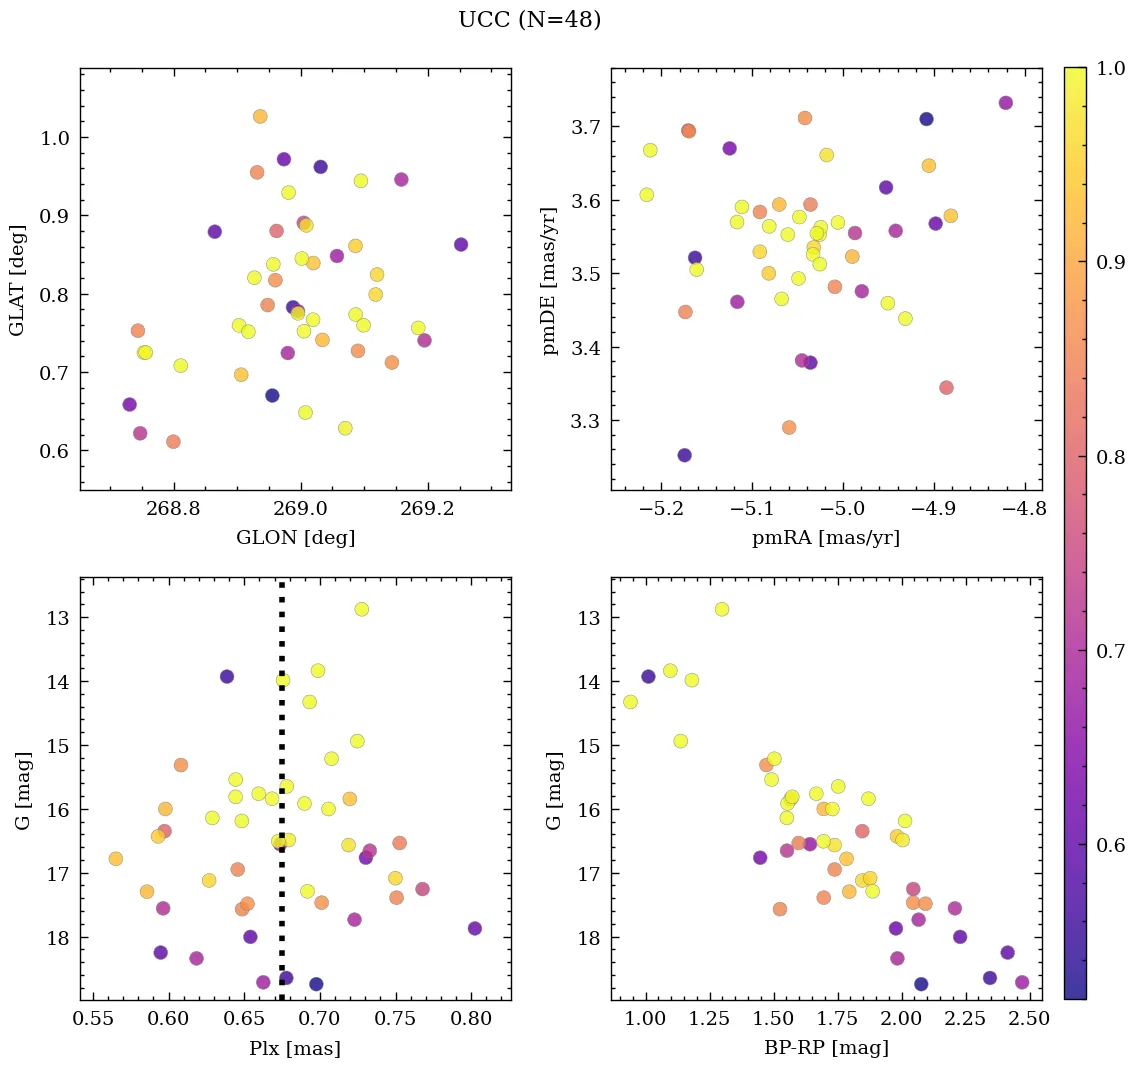 UCC (N=48)
1.0
0.9
0.8
0.7
0.6
GLAT [deg]
268.8 269.0 269.2
GLON [deg]
3.7
3.6
3.5
3.4
3.3
pmDE [mas/yr]
−5.2 −5.1 −5.0 −4.9 −4.8
pmRA [mas/yr]
13
14
15
16
17
18
G [mag]
0.55 0.60 0.65 0.70 0.75 0.80
Plx [mas]
13
14
15
16
17
18
G [mag]
1.00 1.25 1.50 1.75 2.00 2.25 2.50
BP-RP [mag]
1.0
0.9
0.8
0.7
0.6